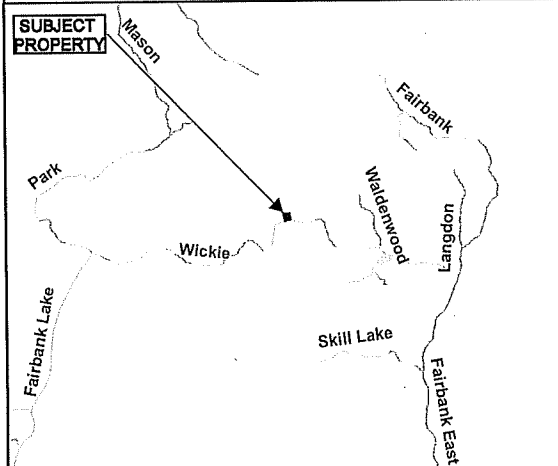 SUBJECT
PROPERTY
Mason
Fairbank
Park
Waldenwood
Langdon
Wickie
Fairbank Lake
Skill Lake
Fairbank East